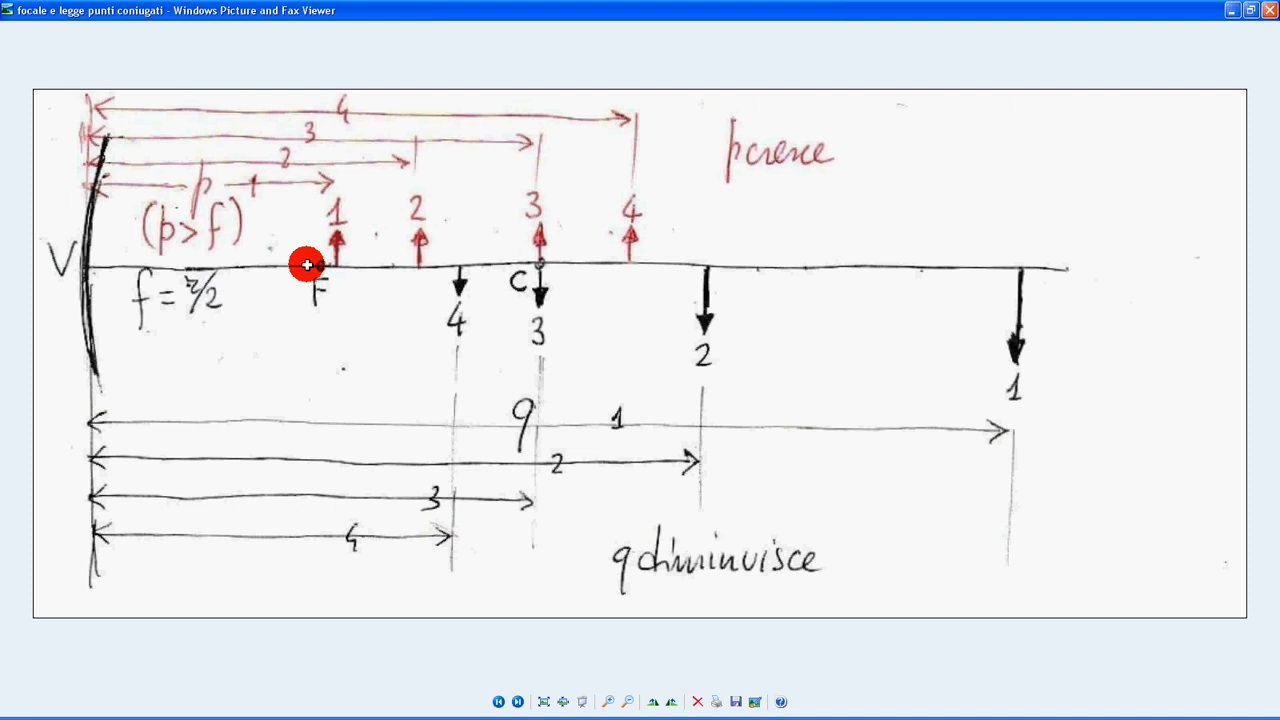 focale e legge punti coniugati - Windows Picture and Fax Viewer
4
3
2
p 1
p cresce
(p>f)
1 2 3 4
V
f = r/2
F
C
4
3
2
1
q
1
2
3
4
q diminuisce